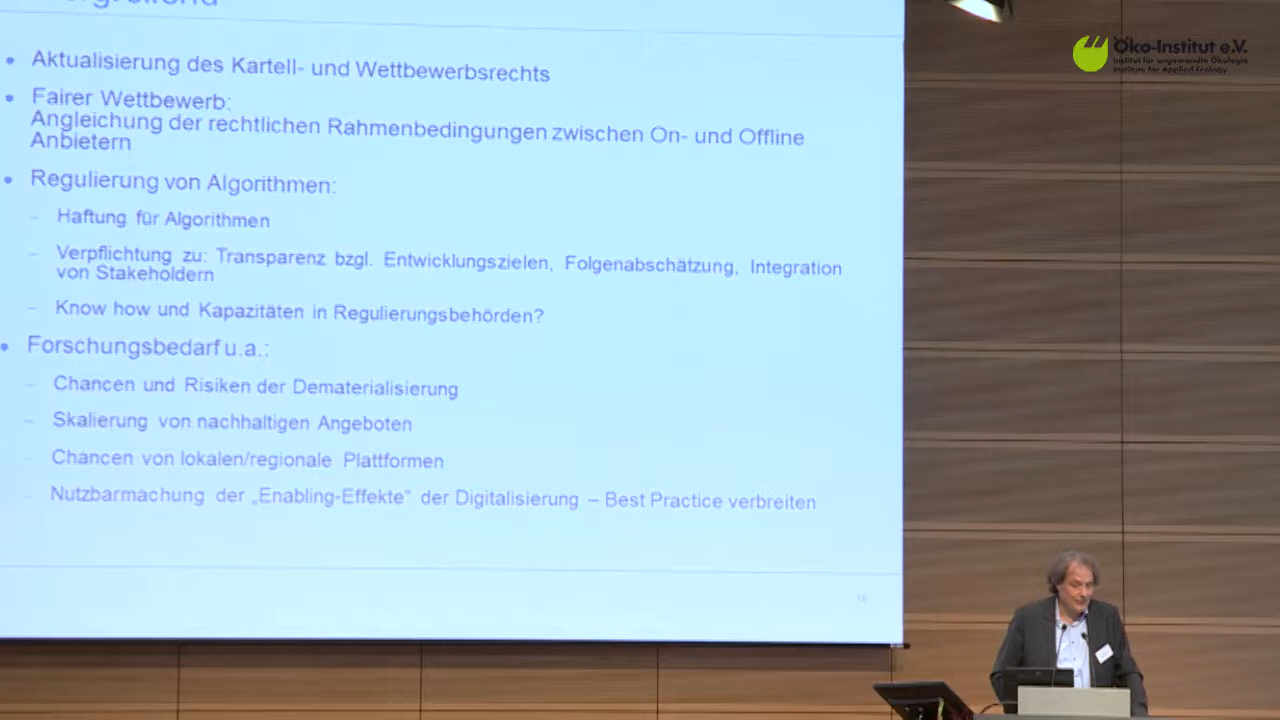 Aktualisierung des Kartell- und Wettbewerbsrechts
Fairer Wettbewerb:
Angleichung der rechtlichen Rahmenbedingungen zwischen On- und Offline
Anbietern
Regulierung von Algorithmen:
– Haftung für Algorithmen
– Verpflichtung zu: Transparenz bzgl. Entwicklungszielen, Folgenabschätzung, Integration
von Stakeholdern
– Know how und Kapazitäten in Regulierungsbehörden?
Forschungsbedarf u.a.:
– Chancen und Risiken der Dematerialisierung
– Skalierung von nachhaltigen Angeboten
– Chancen von lokalen/regionale Plattformen
– Nutzbarmachung der „Enabling-Effekte“ der Digitalisierung – Best Practice verbreiten
Öko-Institut e.V.
Institut für angewandte Ökologie
Institute for Applied Ecology